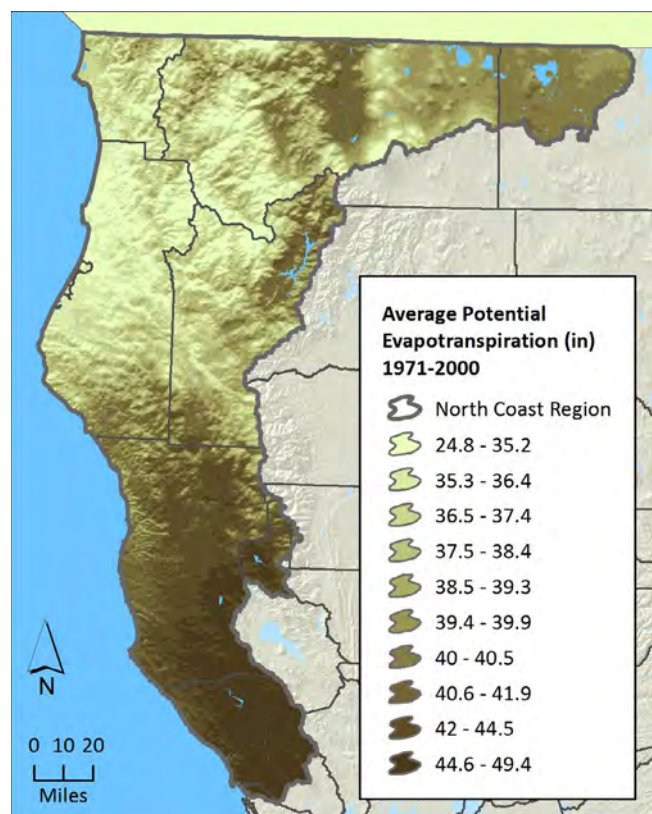 Average Potential
Evapotranspiration (in)
1971-2000
North Coast Region
24.8 - 35.2
35.3 - 36.4
36.5 - 37.4
37.5 - 38.4
38.5 - 39.3
39.4 - 39.9
40 - 40.5
40.6 - 41.9
42 - 44.5
44.6 - 49.4
N
0 10 20
Miles